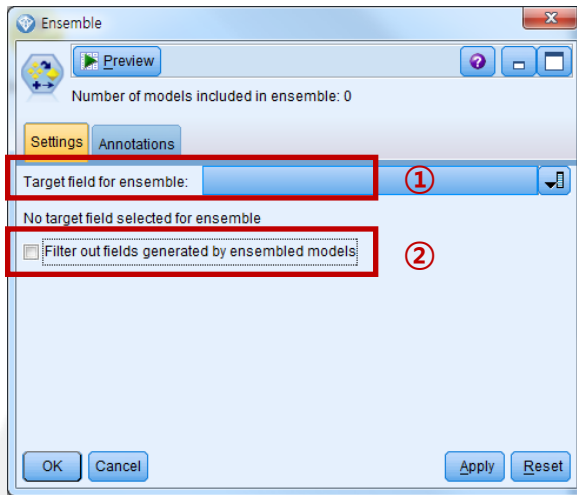 Ensemble
Preview
Number of models included in ensemble: 0
Settings Annotations
Target field for ensemble: ①
No target field selected for ensemble
Filter out fields generated by ensembled models ②
OK Cancel Apply Reset